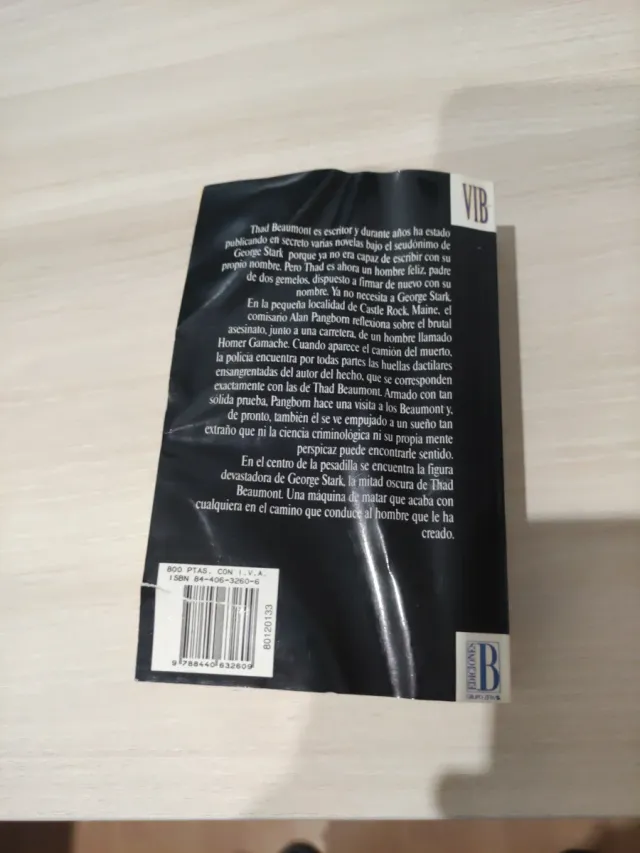 VIB
Thad Beaumont es escritor y durante años ha estado
publicando en secreto varias novelas bajo el seudónimo de
George Stark porque ya no era capaz de escribir con su
propio nombre. Pero Thad es ahora un hombre feliz, padre
de dos gemelos, dispuesto a firmar de nuevo con su
nombre. Ya no necesita a George Stark.
En la pequeña localidad de Castle Rock, Maine, el
comisario Alan Pangborn reflexiona sobre el brutal
asesinato, junto a una carretera, de un hombre llamado
Homer Gamache. Cuando aparece el camión del muerto,
la policía encuentra por todas partes las huellas dactilares
ensangrentadas del autor del hecho, que se corresponden
exactamente con las de Thad Beaumont. Armado con tan
sólida prueba, Pangborn hace una visita a los Beaumont y,
de pronto, también él se ve empujado a un sueño tan
extraño que ni la ciencia criminológica ni su propia mente
perspicaz puede encontrarle sentido.
En el centro de la pesadilla se encuentra la figura
devastadora de George Stark, la mitad oscura de Thad
Beaumont. Una máquina de matar que acaba con
cualquiera en el camino que conduce al hombre que le ha
creado.
800 PTAS. CON I.V.A.
ISBN 84-406-3260-6
9 788440 632609
80120133
EDICIONES
B